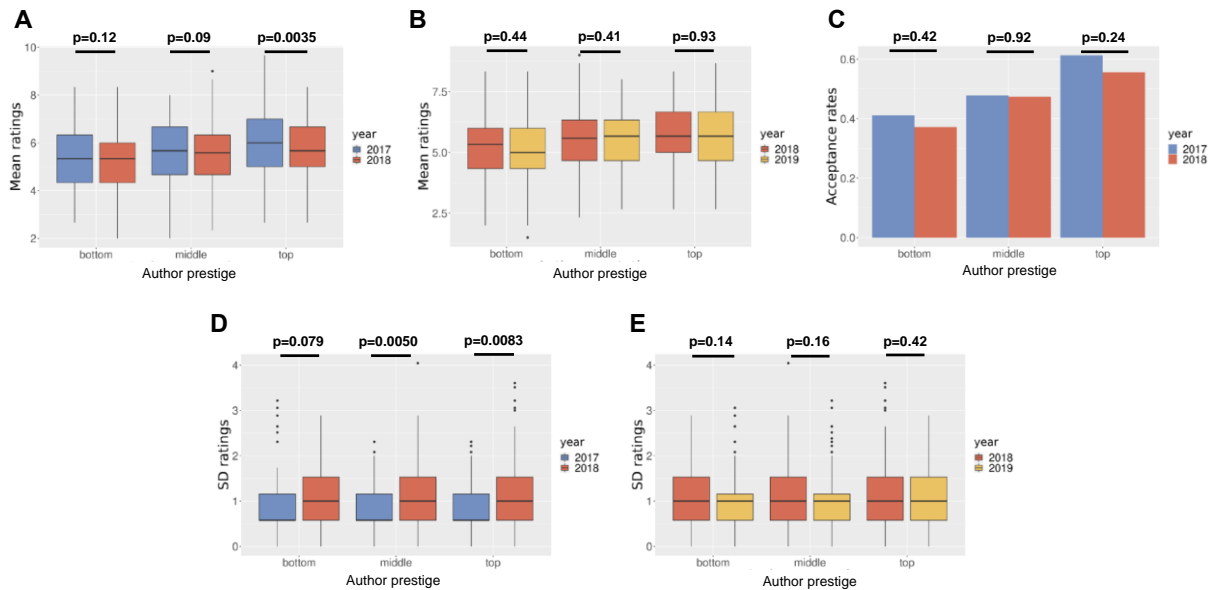 A
p=0.12 p=0.09 p=0.0035
Mean ratings
10
8
6
4
2
bottom middle top
Author prestige
year
2017
2018
B
p=0.44 p=0.41 p=0.93
Mean ratings
7.5
5.0
2.5
bottom middle top
Author prestige
year
2018
2019
C
p=0.42 p=0.92 p=0.24
Acceptance rates
0.6
0.4
0.2
0.0
bottom middle top
Author prestige
year
2017
2018
D
p=0.079 p=0.0050 p=0.0083
SD ratings
4
3
2
1
0
bottom middle top
Author prestige
year
2017
2018
E
p=0.14 p=0.16 p=0.42
SD ratings
4
3
2
1
0
bottom middle top
Author prestige
year
2018
2019